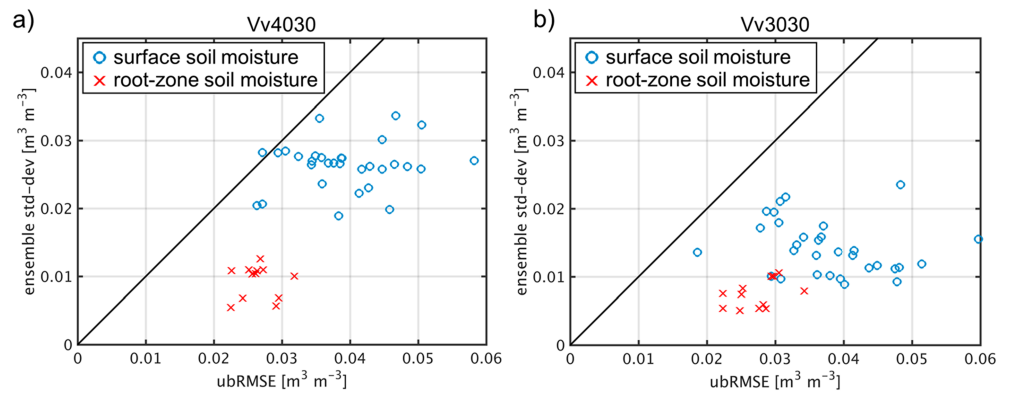 a)
Vv4030
surface soil moisture
root-zone soil moisture
ensemble std-dev [m³ m⁻³]
0.04
0.03
0.02
0.01
0
0 0.01 0.02 0.03 0.04 0.05 0.06
ubRMSE [m³ m⁻³]
b)
Vv3030
surface soil moisture
root-zone soil moisture
ensemble std-dev [m³ m⁻³]
0.04
0.03
0.02
0.01
0
0 0.01 0.02 0.03 0.04 0.05 0.06
ubRMSE [m³ m⁻³]